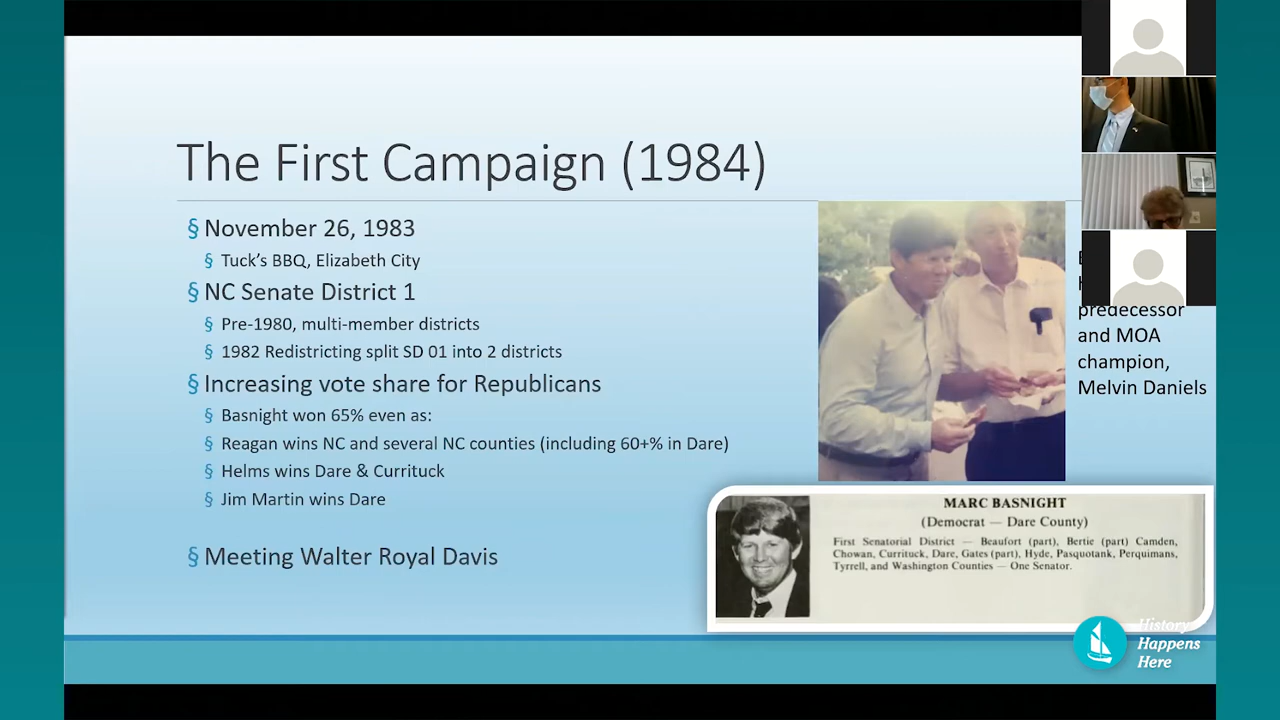 The First Campaign (1984)
§ November 26, 1983
§ Tuck's BBQ, Elizabeth City
§ NC Senate District 1
§ Pre-1980, multi-member districts
§ 1982 Redistricting split SD 01 into 2 districts
§ Increasing vote share for Republicans
§ Basnight won 65% even as:
§ Reagan wins NC and several NC counties (including 60+% in Dare)
§ Helms wins Dare & Currituck
§ Jim Martin wins Dare
§ Meeting Walter Royal Davis
predecessor
and MOA
champion,
Melvin Daniels
MARC BASNIGHT
(Democrat — Dare County)
First Senatorial District — Beaufort (part), Bertie (part) Camden,
Chowan, Currituck, Dare, Gates (part), Hyde, Pasquotank, Perquimans,
Tyrrell, and Washington Counties — One Senator.
History
Happens
Here